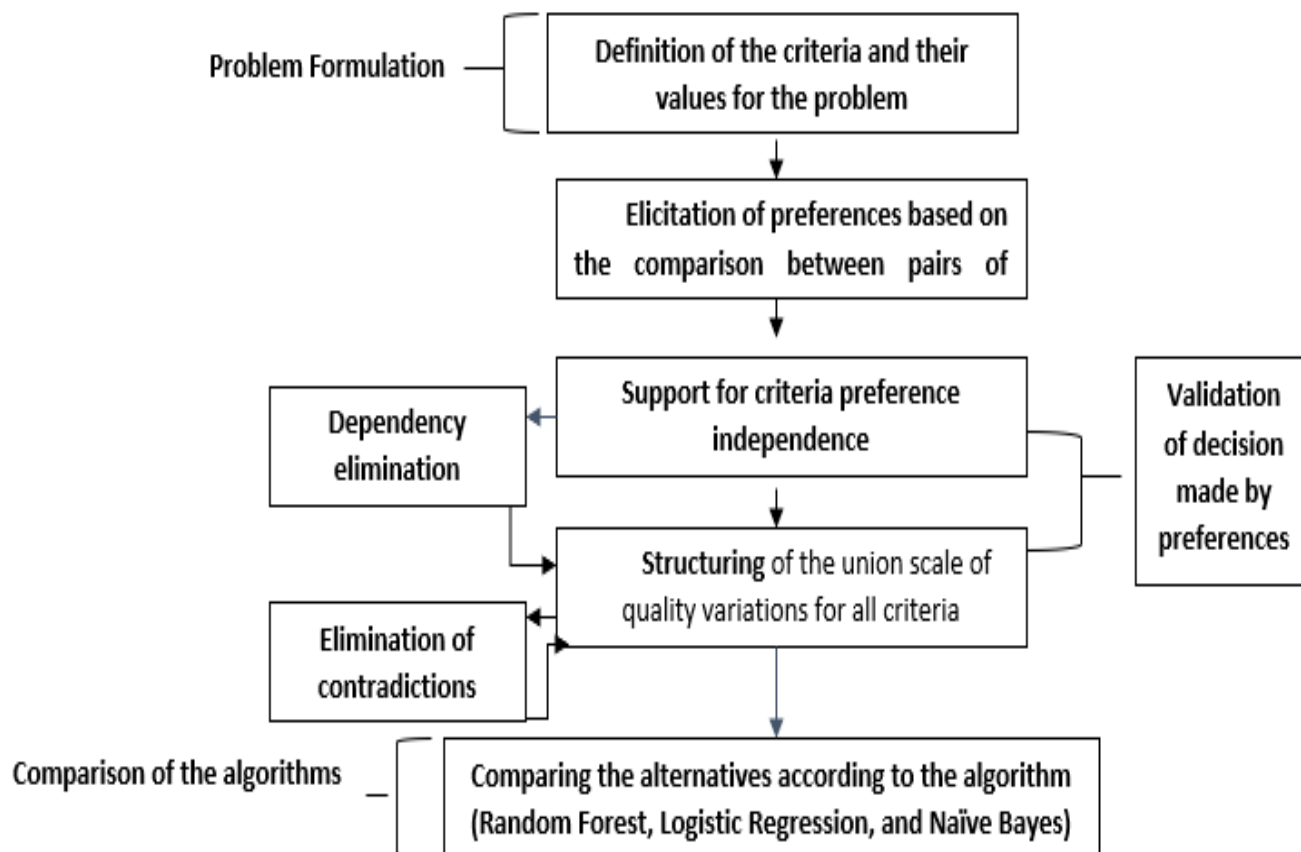 Problem Formulation
Definition of the criteria and their
values for the problem
Elicitation of preferences based on
the comparison between pairs of
Support for criteria preference
independence
Dependency
elimination
Validation
of decision
made by
preferences
Structuring of the union scale of
quality variations for all criteria
Elimination of
contradictions
Comparison of the algorithms
Comparing the alternatives according to the algorithm
(Random Forest, Logistic Regression, and Naïve Bayes)